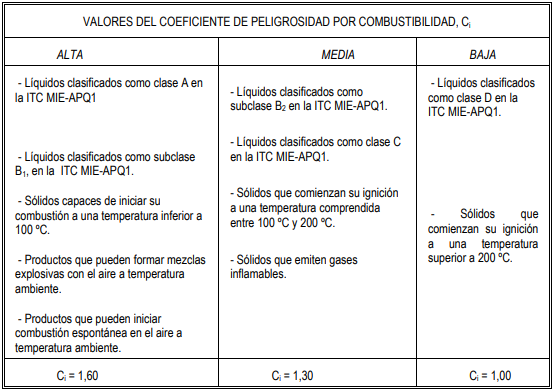 VALORES DEL COEFICIENTE DE PELIGROSIDAD POR COMBUSTIBILIDAD, Ci
ALTA
MEDIA
BAJA
- Líquidos clasificados como clase A en
la ITC MIE-APQ1
- Líquidos clasificados como subclase
B1, en la ITC MIE-APQ1.
- Sólidos capaces de iniciar su
combustión a una temperatura inferior a
100 ºC.
- Productos que pueden formar mezclas
explosivas con el aire a temperatura
ambiente.
- Productos que pueden iniciar
combustión espontánea en el aire a
temperatura ambiente.
- Líquidos clasificados como
subclase B2 en la ITC MIE-APQ1.
- Líquidos clasificados como clase C
en la ITC MIE-APQ1.
- Sólidos que comienzan su ignición
a una temperatura comprendida
entre 100 ºC y 200 ºC.
- Sólidos que emiten gases
inflamables.
- Líquidos clasificados
como clase D en la ITC
MIE-APQ1.
- Sólidos que
comienzan su ignición
a una temperatura
superior a 200 ºC.
Ci = 1,60
Ci = 1,30
Ci = 1,00